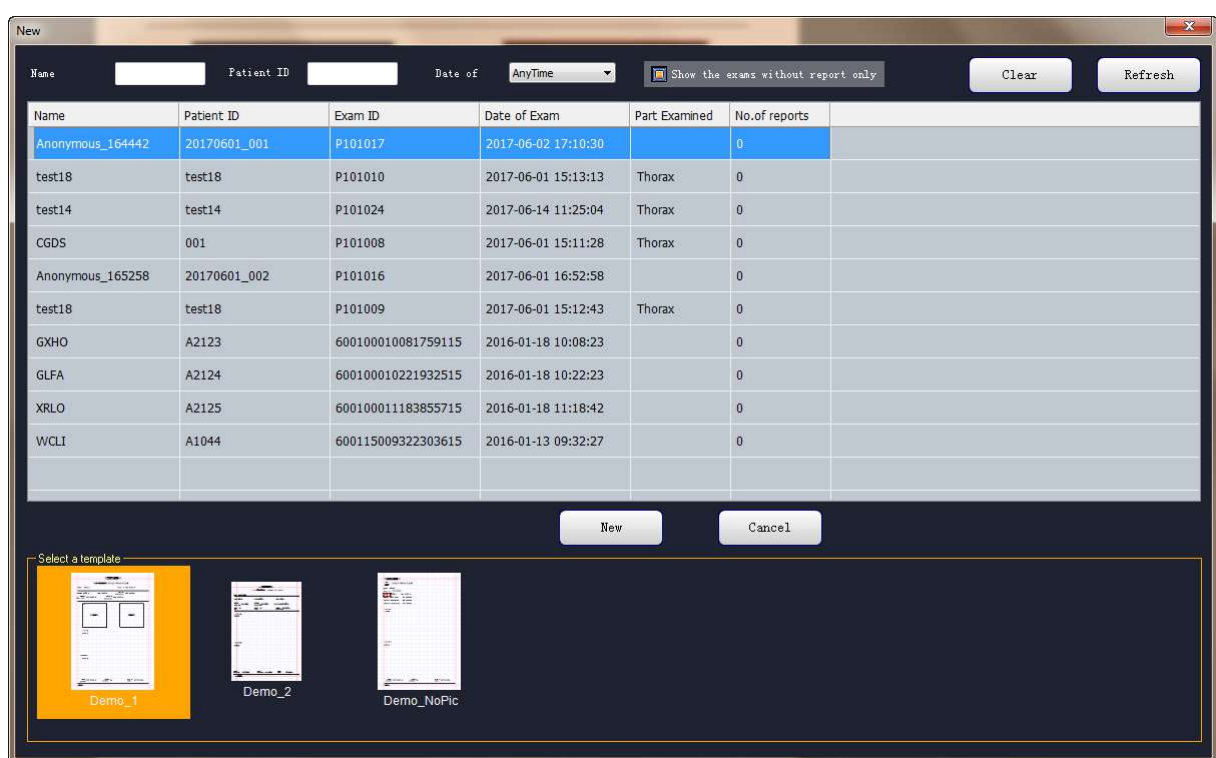 New
Name Patient ID Date of AnyTime Show the exams without report only Clear Refresh
Name Patient ID Exam ID Date of Exam Part Examined No.of reports
Anonymous_164442 20170601_001 P101017 2017-06-02 17:10:30 0
test18 test18 P101010 2017-06-01 15:13:13 Thorax 0
test14 test14 P101024 2017-06-14 11:25:04 Thorax 0
CGDS 001 P101008 2017-06-01 15:11:28 Thorax 0
Anonymous_165258 20170601_002 P101016 2017-06-01 16:52:58 0
test18 test18 P101009 2017-06-01 15:12:43 Thorax 0
GXHO A2123 600100010081759115 2016-01-18 10:08:23 0
GLFA A2124 600100010221932515 2016-01-18 10:22:23 0
XRLO A2125 600100011183855715 2016-01-18 11:18:42 0
WCLI A1044 600115009322303615 2016-01-13 09:32:27 0
New Cancel
Select a template
Demo_1 Demo_2 Demo_NoPic